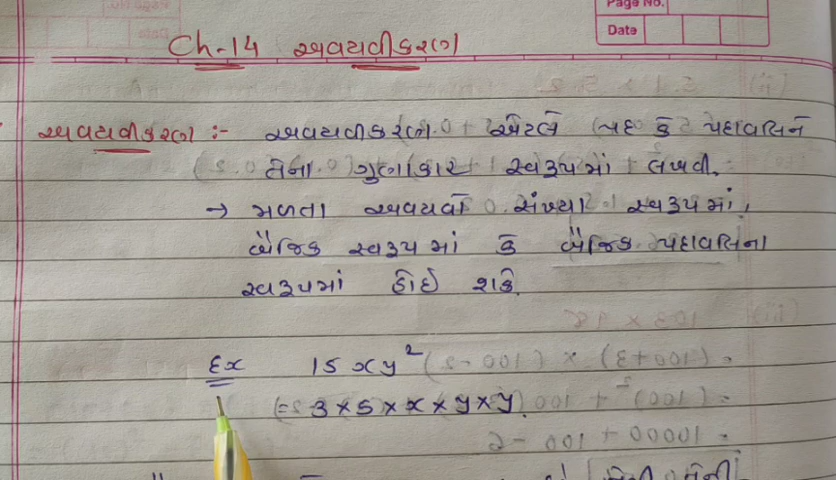 Page No.
Date
Ch-14 અવયવીકરણ
અવયવીકરણ :- અવયવીકરણ એટલે પદ કે પદાવલિને
તેના ગુણાકાર સ્વરૂપમાં લખવી.
→ મળતા અવયવો સંખ્યા સ્વરૂપમાં,
બૈજિક સ્વરૂપમાં કે બૈજિક પદાવલિના
સ્વરૂપમાં હોઈ શકે.
Ex 15xy²
= 3×5×x×y×y